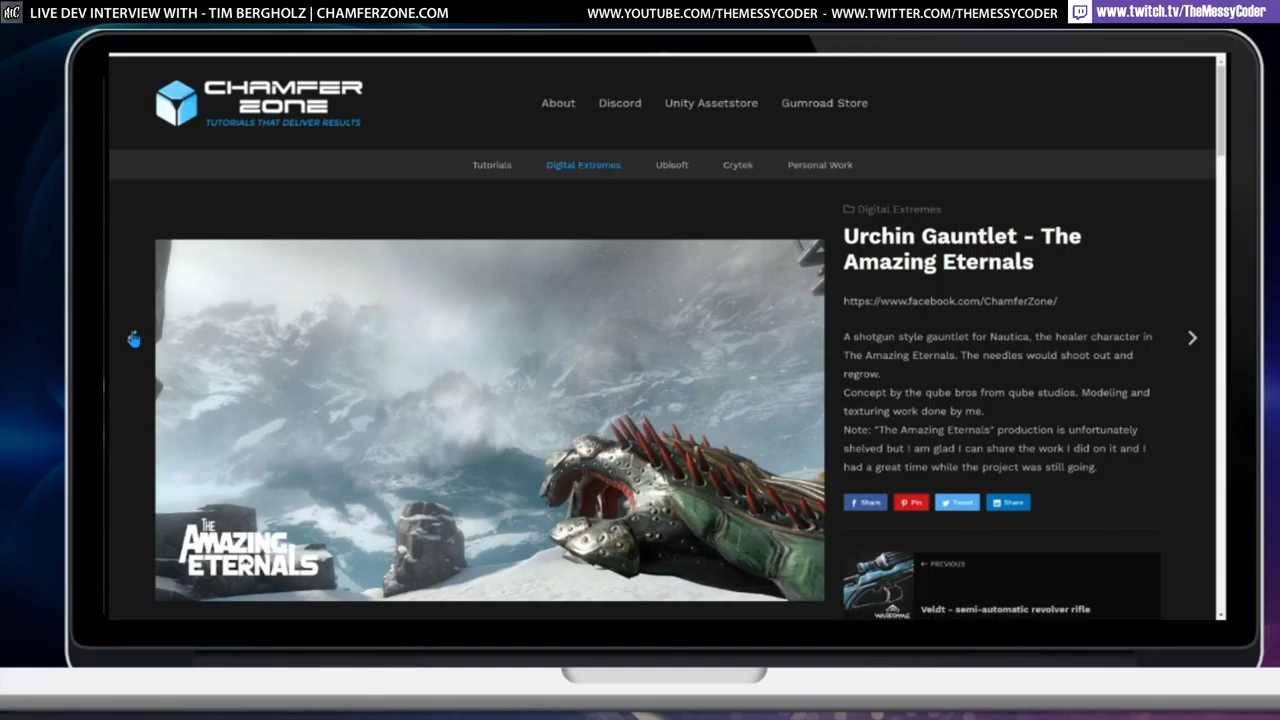 LIVE DEV INTERVIEW WITH - TIM BERGHOLZ | CHAMFERZONE.COM
WWW.YOUTUBE.COM/THEMESSYCODER - WWW.TWITTER.COM/THEMESSYCODER
www.twitch.tv/TheMessyCoder
CHAMFER
ZONE
TUTORIALS THAT DELIVER RESULTS
About Discord Unity Assetstore Gumroad Store
Tutorials Digital Extremes Ubisoft Crytek Personal Work
Digital Extremes
Urchin Gauntlet - The
Amazing Eternals
https://www.facebook.com/ChamferZone/
A shotgun style gauntlet for Nautica, the healer character in
The Amazing Eternals. The needles would shoot out and
regrow.
Concept by the qube bros from qube studios. Modeling and
texturing work done by me.
Note: "The Amazing Eternals" production is unfortunately
shelved but I am glad I can share the work I did on it and I
had a great time while the project was still going.
Share Pin Tweet Share
THE
AMAZING
ETERNALS
← PREVIOUS
Veldt - semi-automatic revolver rifle
WARFRAME